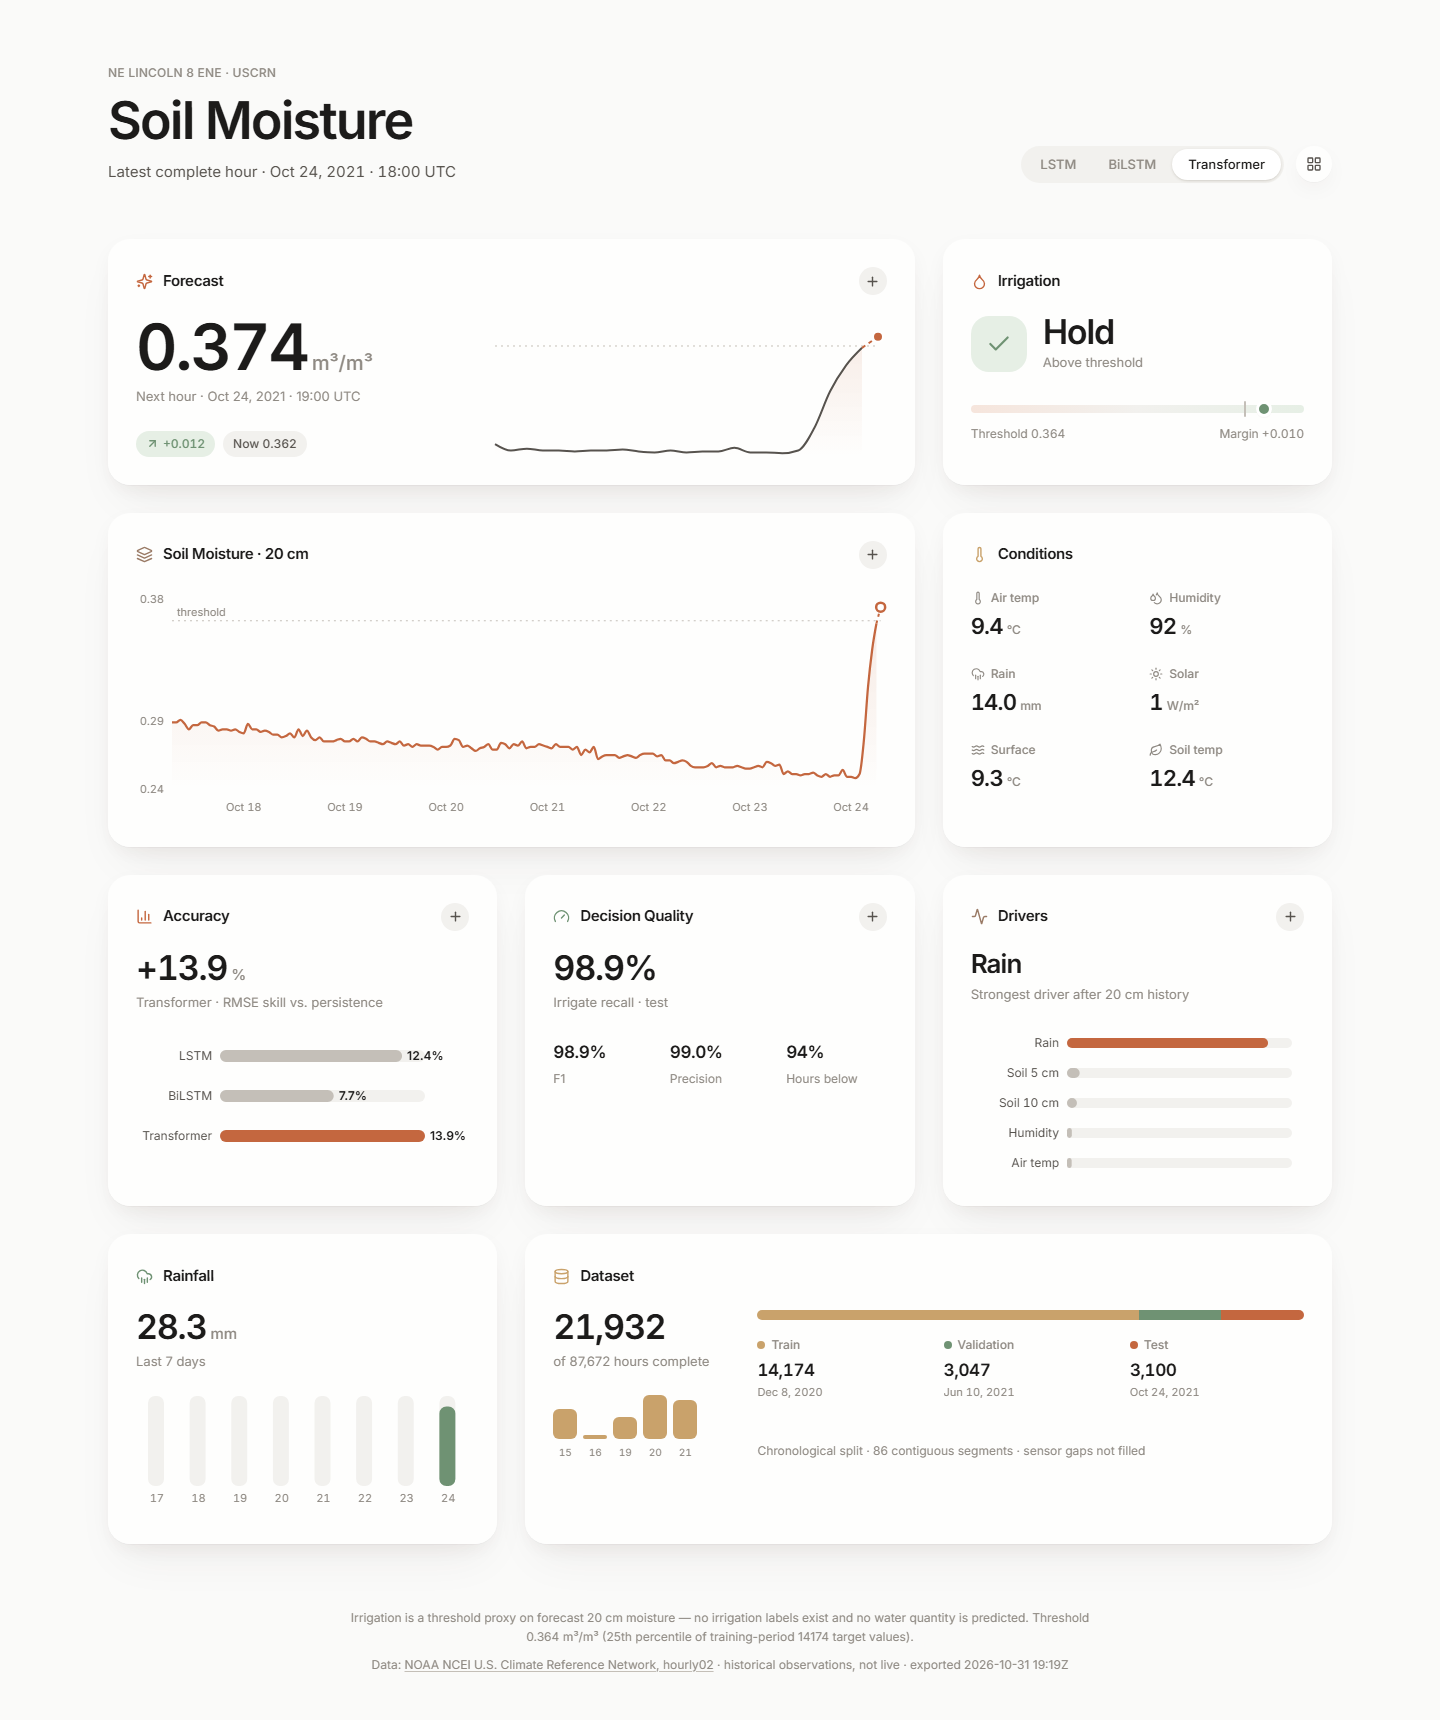 NE LINCOLN 8 ENE · USCRN
Soil Moisture
Latest complete hour · Oct 24, 2021 · 18:00 UTC
LSTM
BiLSTM
Transformer
Forecast
0.374 m³/m³
Next hour · Oct 24, 2021 · 19:00 UTC
+0.012
Now 0.362
Irrigation
Hold
Above threshold
Threshold 0.364
Margin +0.010
Soil Moisture · 20 cm
0.38
threshold
0.29
0.24
Oct 18
Oct 19
Oct 20
Oct 21
Oct 22
Oct 23
Oct 24
Conditions
Air temp
9.4 °C
Humidity
92 %
Rain
14.0 mm
Solar
1 W/m²
Surface
9.3 °C
Soil temp
12.4 °C
Accuracy
+13.9 %
Transformer · RMSE skill vs. persistence
LSTM 12.4%
BiLSTM 7.7%
Transformer 13.9%
Decision Quality
98.9%
Irrigate recall · test
98.9%
F1
99.0%
Precision
94%
Hours below
Drivers
Rain
Strongest driver after 20 cm history
Rain
Soil 5 cm
Soil 10 cm
Humidity
Air temp
Rainfall
28.3 mm
Last 7 days
17
18
19
20
21
22
23
24
Dataset
21,932
of 87,672 hours complete
15
16
19
20
21
Train
14,174
Dec 8, 2020
Validation
3,047
Jun 10, 2021
Test
3,100
Oct 24, 2021
Chronological split · 86 contiguous segments · sensor gaps not filled
Irrigation is a threshold proxy on forecast 20 cm moisture — no irrigation labels exist and no water quantity is predicted. Threshold
0.364 m³/m³ (25th percentile of training-period 14174 target values).
Data: NOAA NCEI U.S. Climate Reference Network, hourly02 · historical observations, not live · exported 2026-10-31 19:19Z